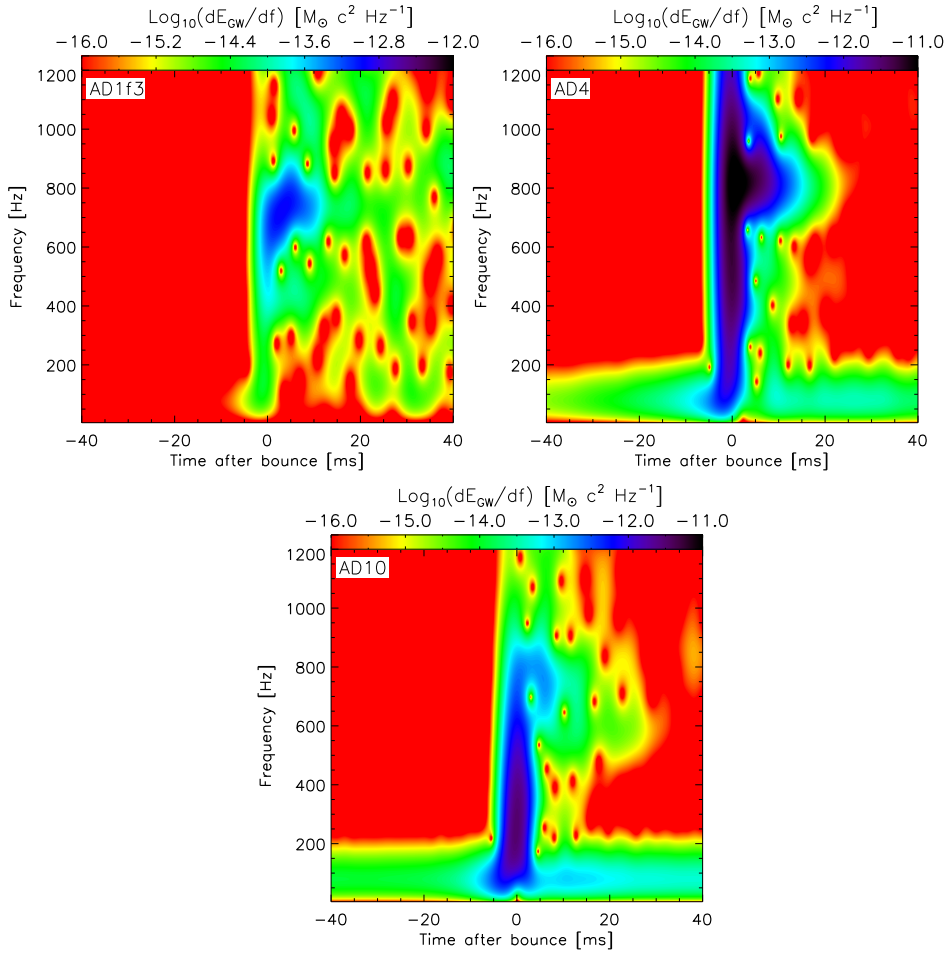 Log₁₀(dE_GW/df) [M☉ c² Hz⁻¹]
−16.0 −15.2 −14.4 −13.6 −12.8 −12.0
AD1f3
1200
1000
800
600
400
200
Frequency [Hz]
−40 −20 0 20 40
Time after bounce [ms]
Log₁₀(dE_GW/df) [M☉ c² Hz⁻¹]
−16.0 −15.0 −14.0 −13.0 −12.0 −11.0
AD4
1200
1000
800
600
400
200
Frequency [Hz]
−40 −20 0 20 40
Time after bounce [ms]
Log₁₀(dE_GW/df) [M☉ c² Hz⁻¹]
−16.0 −15.0 −14.0 −13.0 −12.0 −11.0
AD10
1200
1000
800
600
400
200
Frequency [Hz]
−40 −20 0 20 40
Time after bounce [ms]